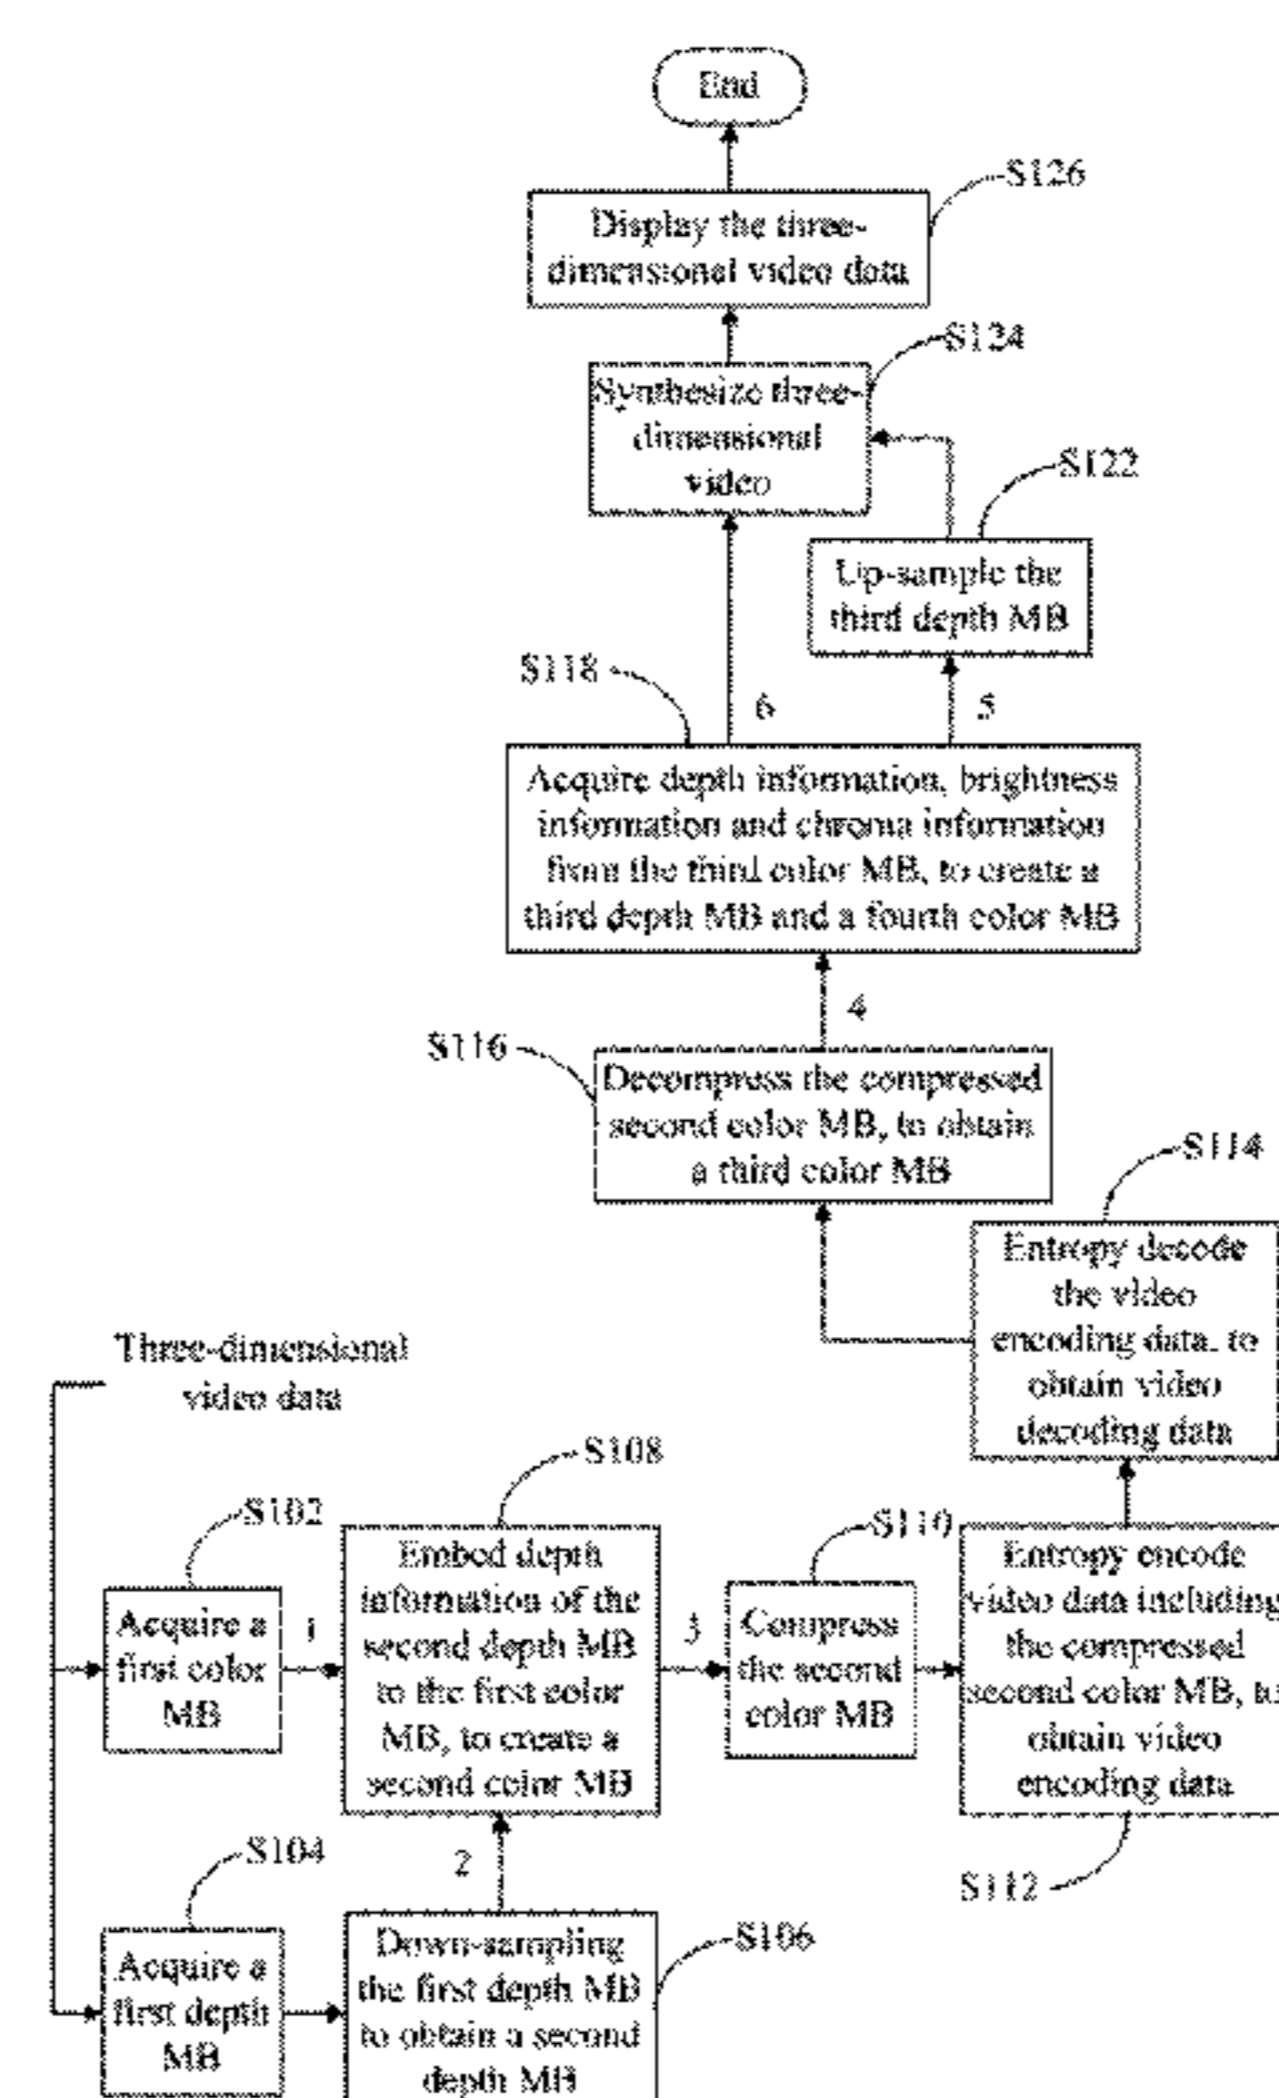 End
S126
Display the three-
dimensional video data
S124
Synthesize three-
dimensional
video
S122
Up-sample the
third depth MB
S118
6
5
Acquire depth information, brightness
information and chroma information
from the third color MB, to create a
third depth MB and a fourth color MB
4
S116
Decompress the compressed
second color MB, to obtain
a third color MB
S114
Entropy decode
the video
encoding data, to
obtain video
decoding data
Three-dimensional
video data
S108
S102
S110
Acquire a
first color
MB
1
Embed depth
information of the
second depth MB
to the first color
MB, to create a
second color MB
3
Compress
the second
color MB
Entropy encode
video data including
the compressed
second color MB, to
obtain video
encoding data
S112
2
S104
S106
Acquire a
first depth
MB
Down-sampling
the first depth MB
to obtain a second
depth MB